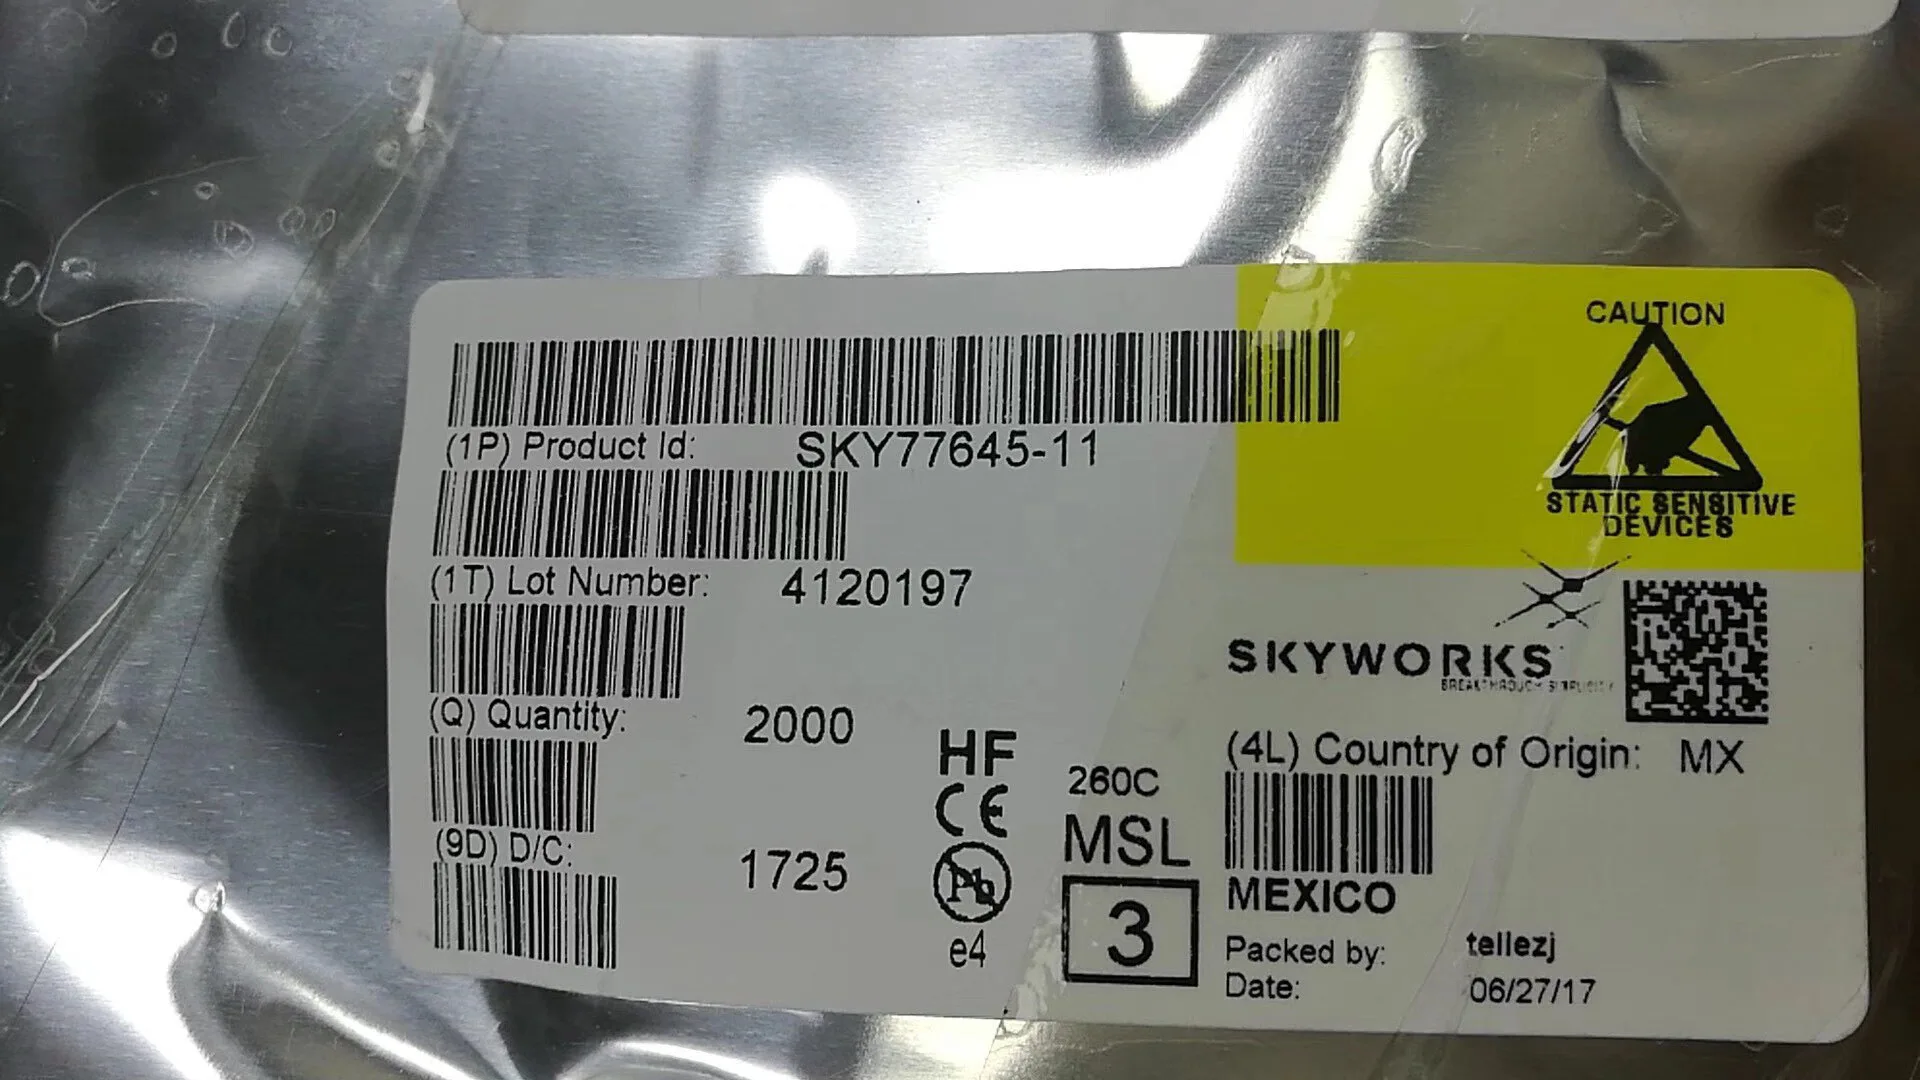 CAUTION
STATIC SENSITIVE
DEVICES
(1P) Product Id: SKY77645-11
(1T) Lot Number: 4120197
(Q) Quantity: 2000
(9D) D/C: 1725
HF
CE
Pb
e4
260C
MSL
3
SKYWORKS
BREAKTHROUGH SIMPLICITY
(4L) Country of Origin: MX
MEXICO
Packed by: tellezj
Date: 06/27/17